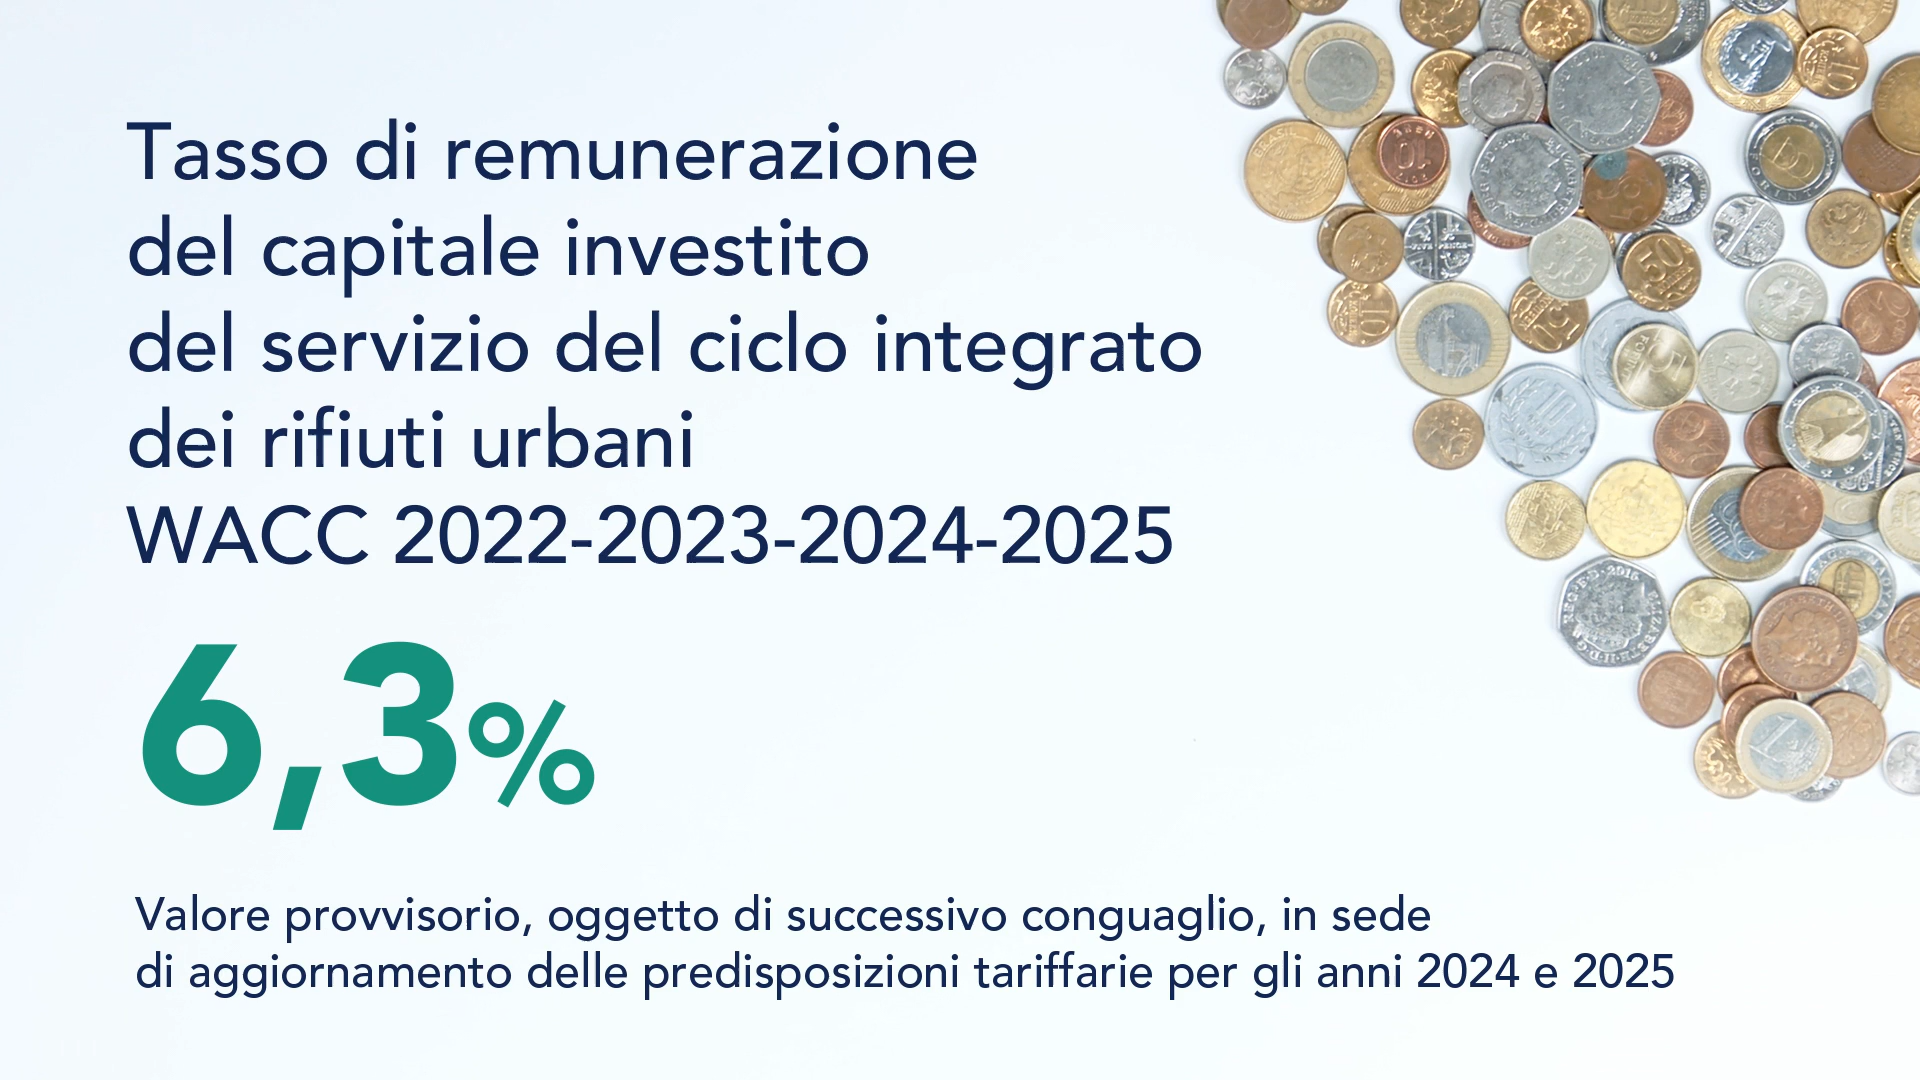 Tasso di remunerazione
del capitale investito
del servizio del ciclo integrato
dei rifiuti urbani
WACC 2022-2023-2024-2025
6,3%
Valore provvisorio, oggetto di successivo conguaglio, in sede
di aggiornamento delle predisposizioni tariffarie per gli anni 2024 e 2025